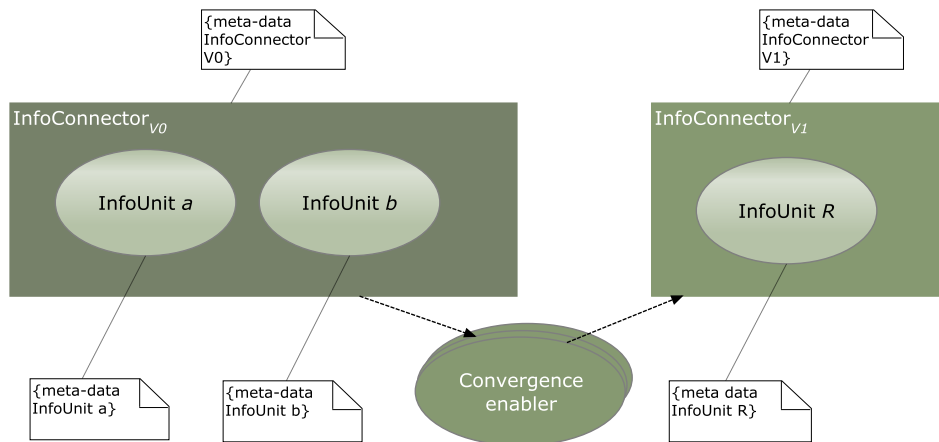 {meta-data
InfoConnector
V0}
{meta-data
InfoConnector
V1}
InfoConnectorV0
InfoConnectorV1
InfoUnit a
InfoUnit b
InfoUnit R
Convergence
enabler
{meta-data
InfoUnit a}
{meta-data
InfoUnit b}
{meta data
InfoUnit R}